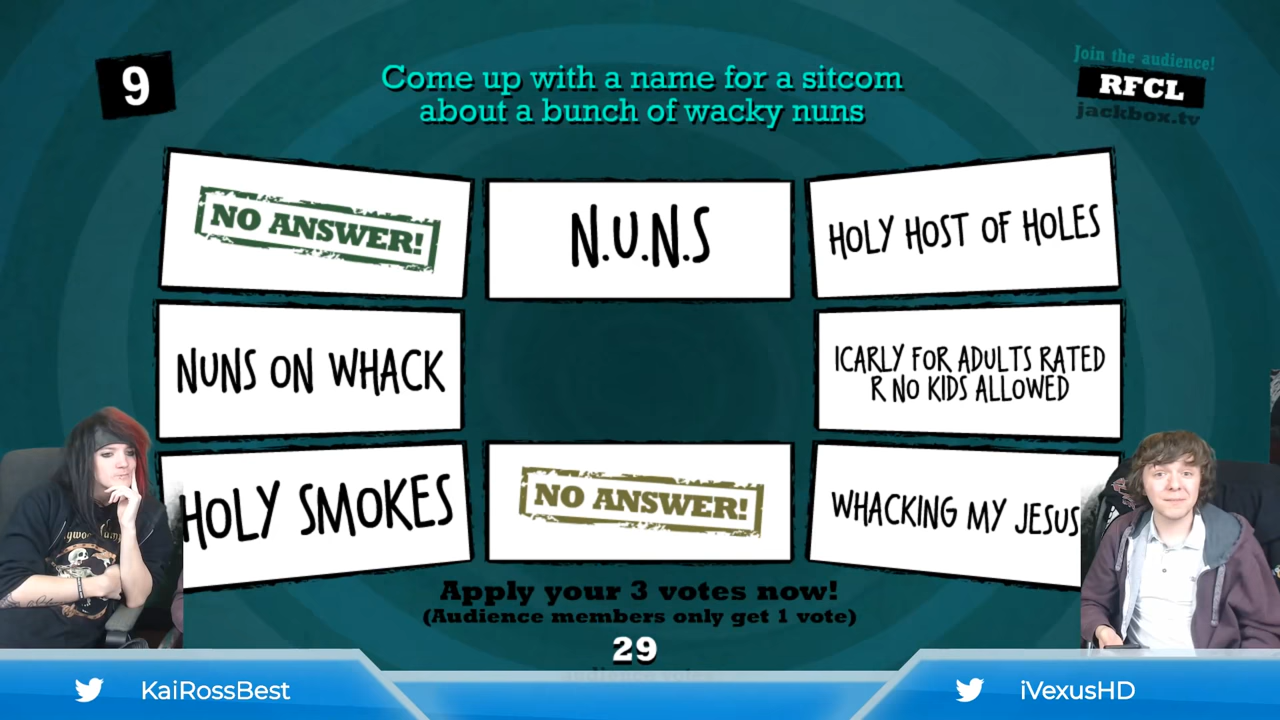 9
Come up with a name for a sitcom
about a bunch of wacky nuns
Join the audience!
RFCL
jackbox.tv
NO ANSWER!
N.U.N.S
HOLY HOST OF HOLES
NUNS ON WHACK
ICARLY FOR ADULTS RATED
R NO KIDS ALLOWED
HOLY SMOKES
NO ANSWER!
WHACKING MY JESUS
Apply your 3 votes now!
(Audience members only get 1 vote)
29
KaiRossBest
iVexusHD